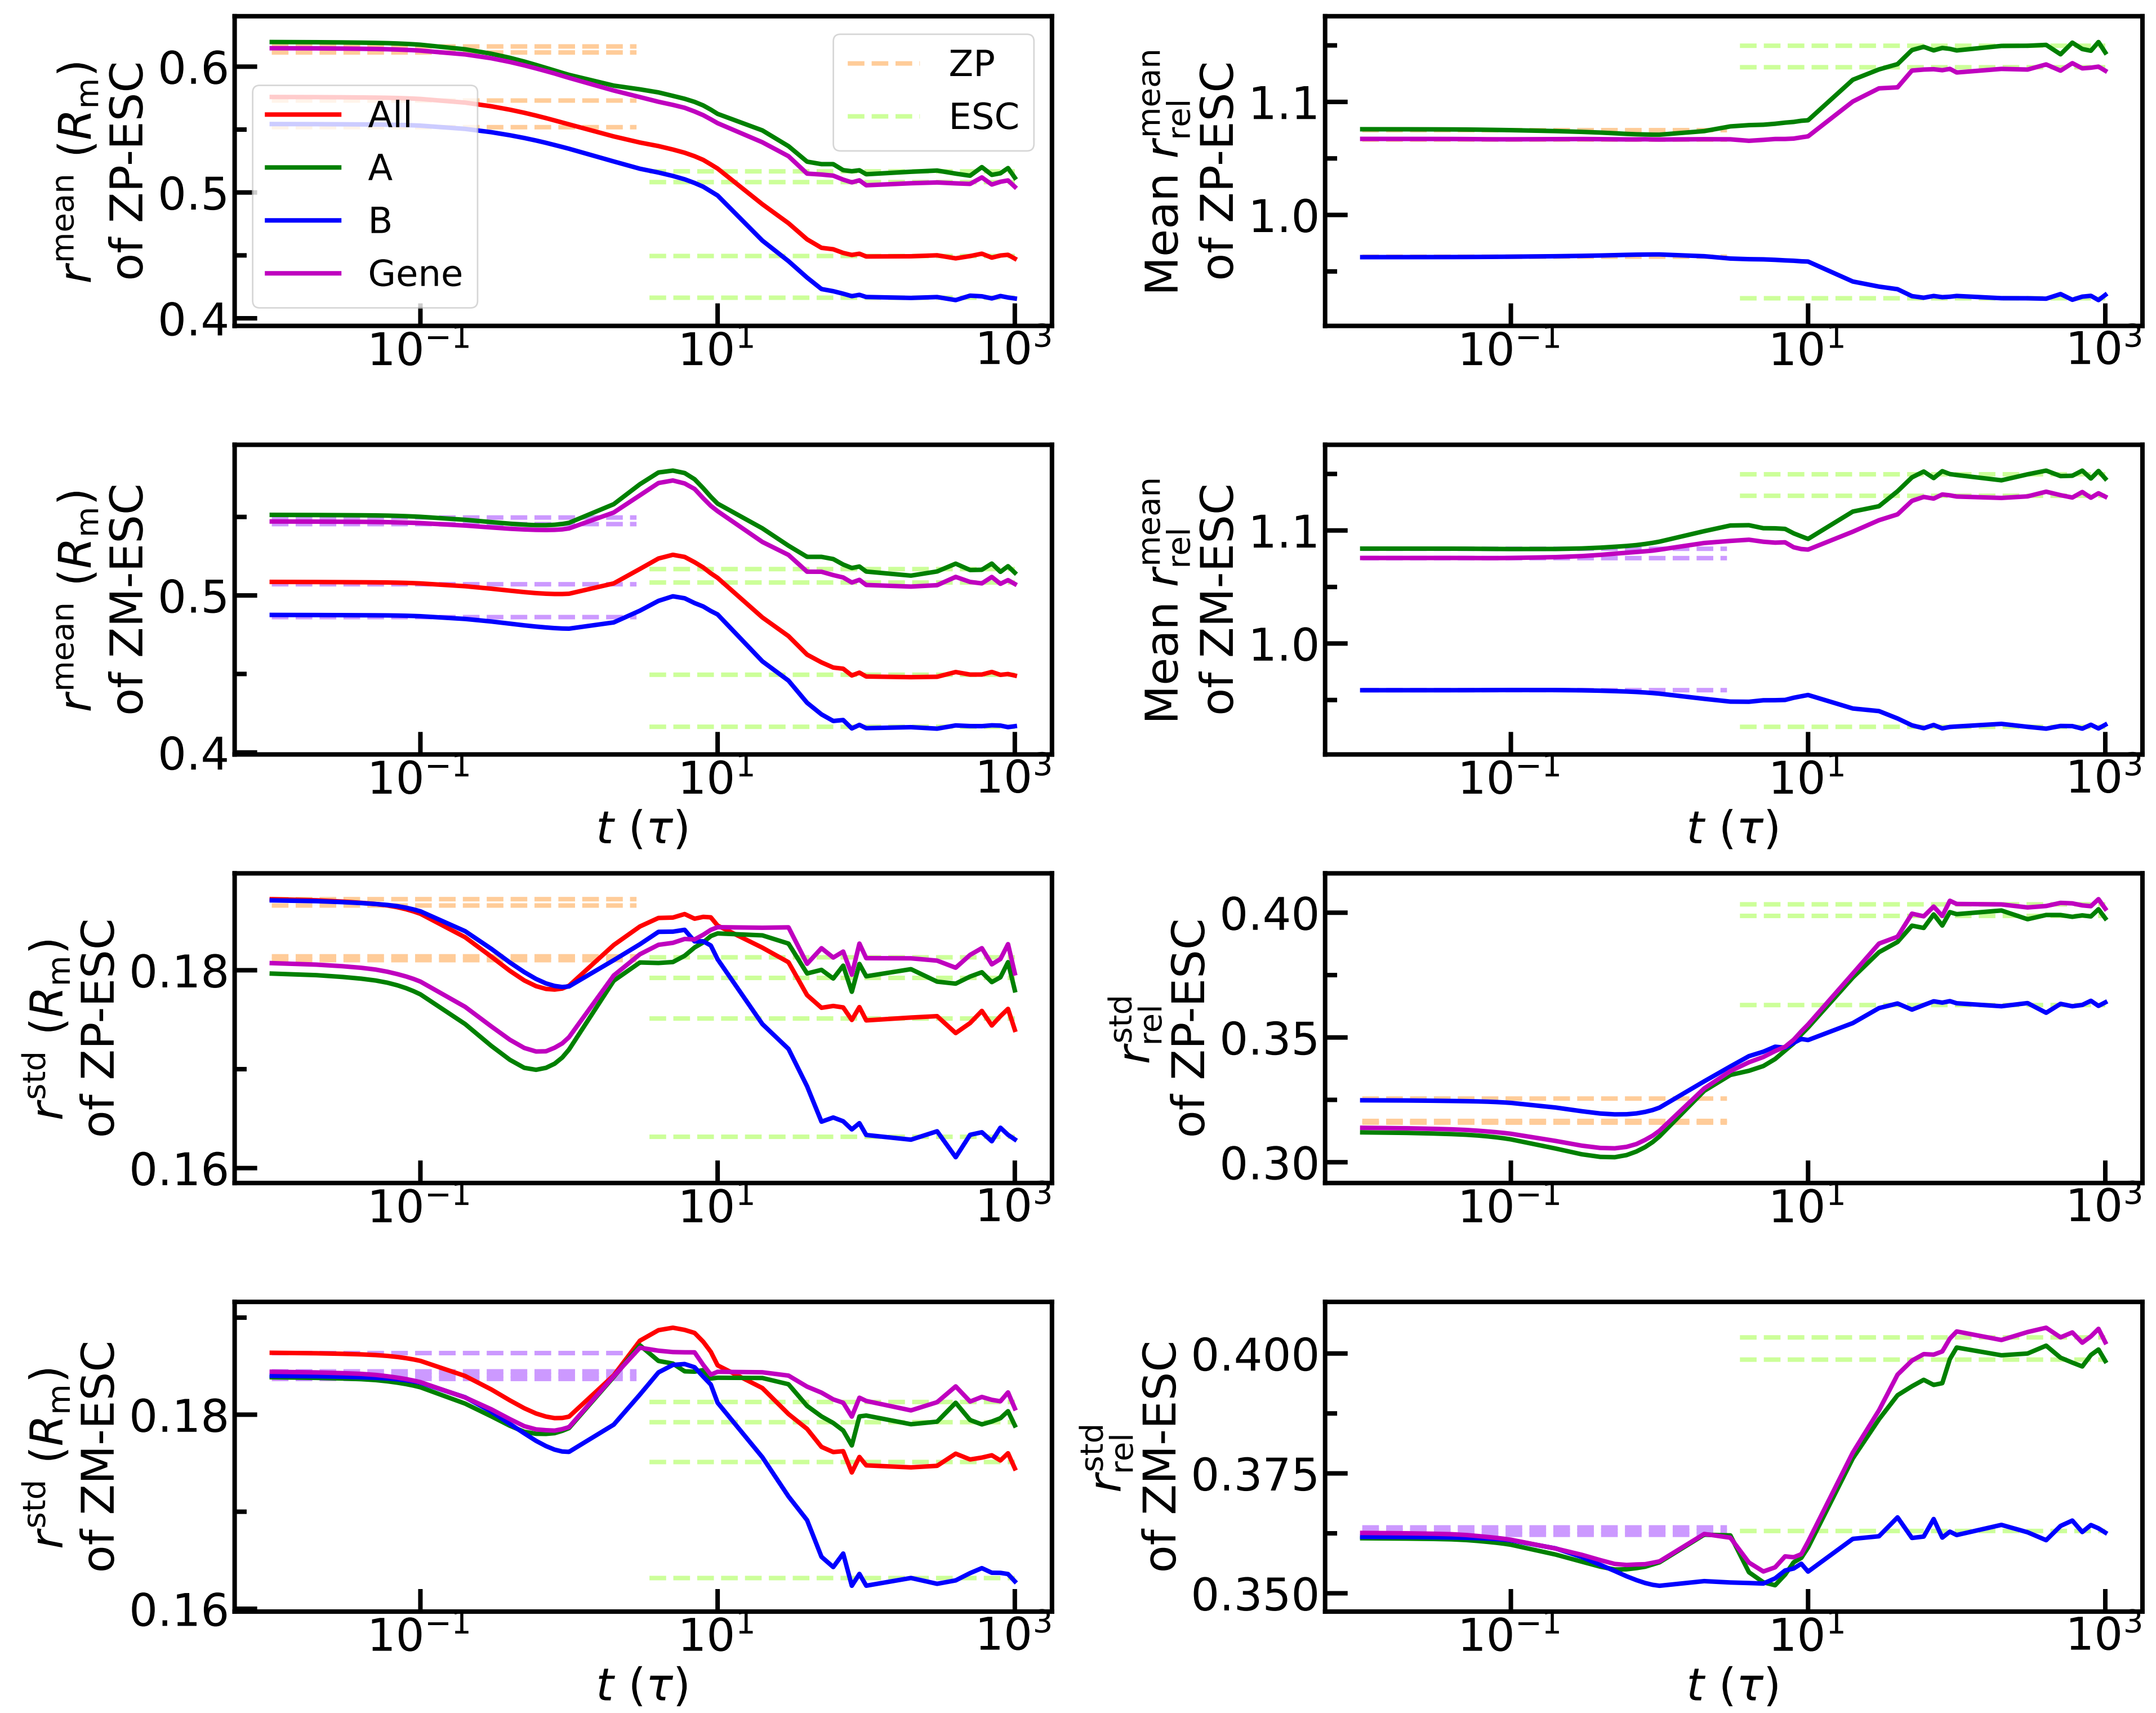 r^mean (R_m)
of ZP-ESC
0.6
0.5
0.4
10^−1
10^1
10^3
All
A
B
Gene
ZP
ESC
Mean r_rel^mean
of ZP-ESC
1.1
1.0
10^−1
10^1
10^3
r^mean (R_m)
of ZM-ESC
0.5
0.4
10^−1
10^1
10^3
t (τ)
Mean r_rel^mean
of ZM-ESC
1.1
1.0
10^−1
10^1
10^3
t (τ)
r^std (R_m)
of ZP-ESC
0.18
0.16
10^−1
10^1
10^3
r_rel^std
of ZP-ESC
0.40
0.35
0.30
10^−1
10^1
10^3
r^std (R_m)
of ZM-ESC
0.18
0.16
10^−1
10^1
10^3
t (τ)
r_rel^std
of ZM-ESC
0.400
0.375
0.350
10^−1
10^1
10^3
t (τ)